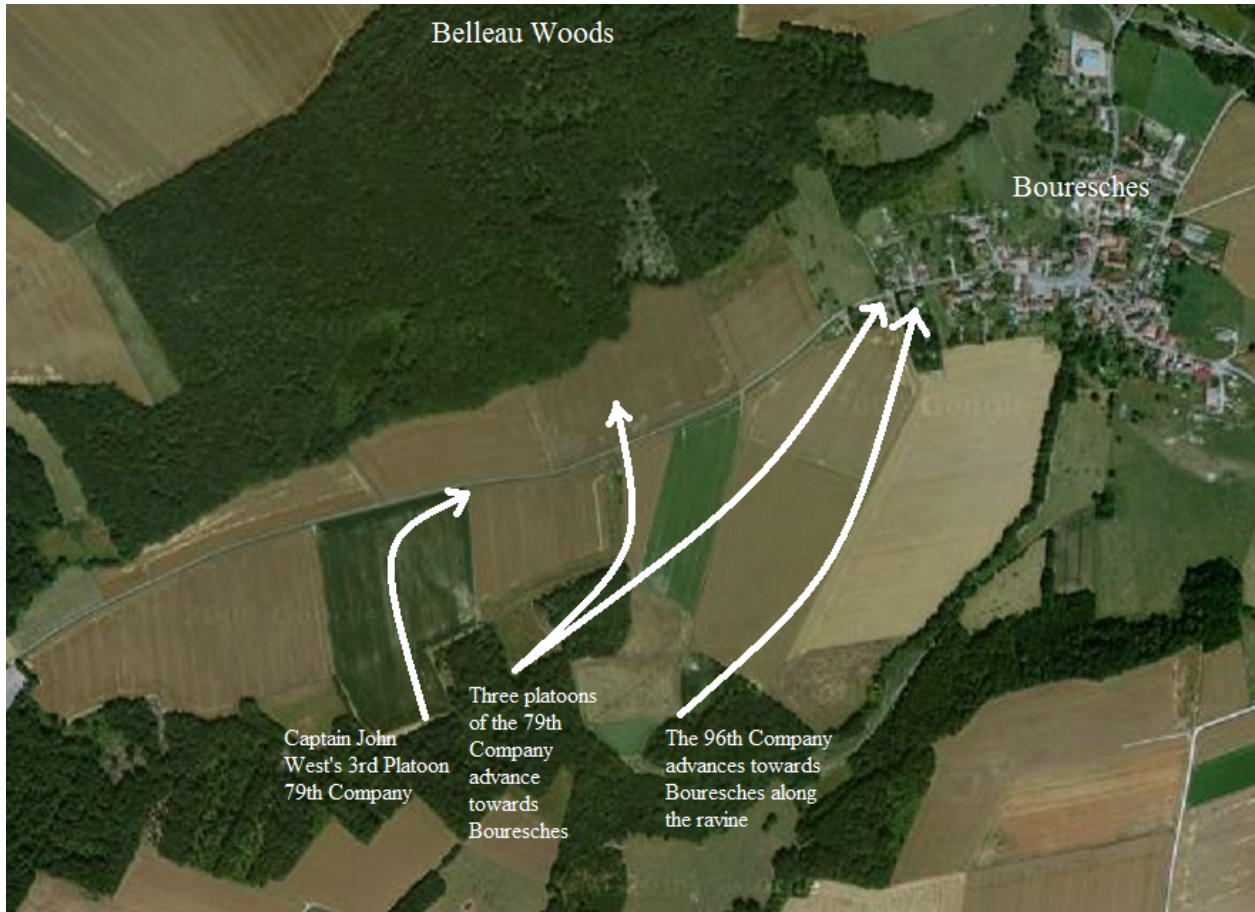 Belleau Woods
Bouresches
Three platoons
of the 79th
Company
advance
towards
Bouresches
Captain John
West's 3rd Platoon
79th Company
The 96th Company
advances towards
Bouresches along
the ravine